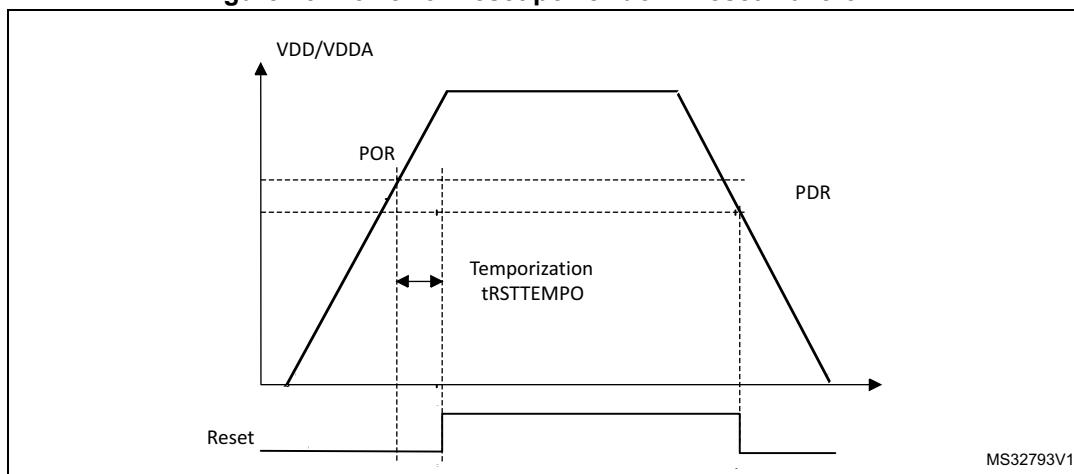 VDD/VDDA
POR
PDR
Temporization
tRSTTEMPO
Reset
MS32793V1